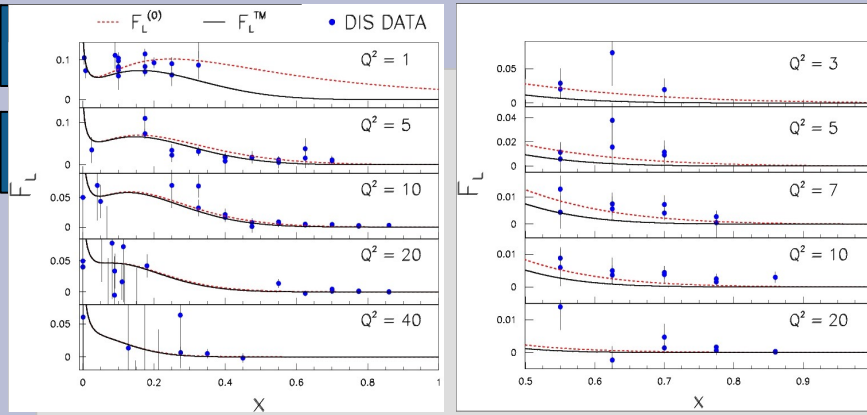 F_L^(0) F_L^TM DIS DATA
F_L
0.1
0
Q² = 1
0.1
0
Q² = 5
0.05
0
Q² = 10
0.05
0
Q² = 20
0.05
0
Q² = 40
0 0.2 0.4 0.6 0.8 1
X
F_L
0.05
0
Q² = 3
0.04
0.02
0
Q² = 5
0.01
0
Q² = 7
0.01
0
Q² = 10
0.01
0
Q² = 20
0.5 0.6 0.7 0.8 0.9
X